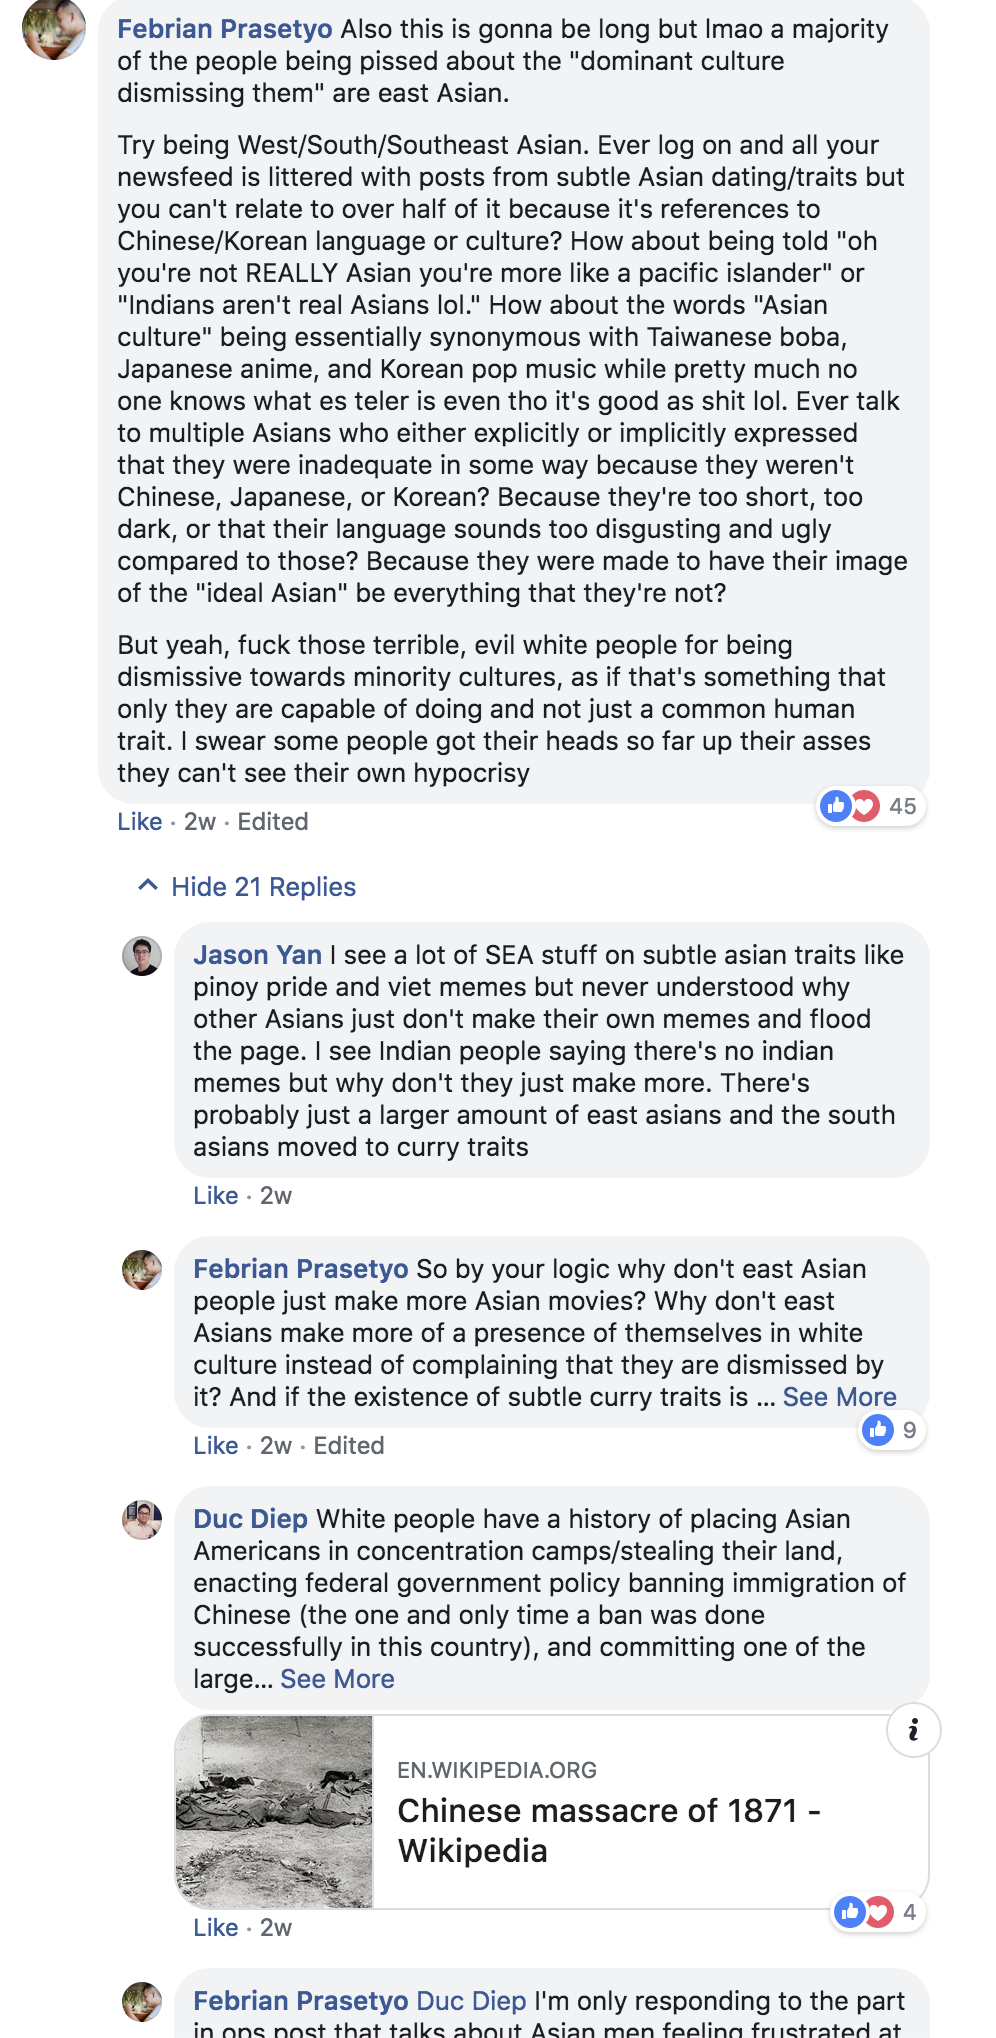 Febrian Prasetyo Also this is gonna be long but lmao a majority
of the people being pissed about the "dominant culture
dismissing them" are east Asian.
Try being West/South/Southeast Asian. Ever log on and all your
newsfeed is littered with posts from subtle Asian dating/traits but
you can't relate to over half of it because it's references to
Chinese/Korean language or culture? How about being told "oh
you're not REALLY Asian you're more like a pacific islander" or
"Indians aren't real Asians lol." How about the words "Asian
culture" being essentially synonymous with Taiwanese boba,
Japanese anime, and Korean pop music while pretty much no
one knows what es teler is even tho it's good as shit lol. Ever talk
to multiple Asians who either explicitly or implicitly expressed
that they were inadequate in some way because they weren't
Chinese, Japanese, or Korean? Because they're too short, too
dark, or that their language sounds too disgusting and ugly
compared to those? Because they were made to have their image
of the "ideal Asian" be everything that they're not?
But yeah, fuck those terrible, evil white people for being
dismissive towards minority cultures, as if that's something that
only they are capable of doing and not just a common human
trait. I swear some people got their heads so far up their asses
they can't see their own hypocrisy
45
Like · 2w · Edited
Hide 21 Replies
Jason Yan I see a lot of SEA stuff on subtle asian traits like
pinoy pride and viet memes but never understood why
other Asians just don't make their own memes and flood
the page. I see Indian people saying there's no indian
memes but why don't they just make more. There's
probably just a larger amount of east asians and the south
asians moved to curry traits
Like · 2w
Febrian Prasetyo So by your logic why don't east Asian
people just make more Asian movies? Why don't east
Asians make more of a presence of themselves in white
culture instead of complaining that they are dismissed by
it? And if the existence of subtle curry traits is ... See More
9
Like · 2w · Edited
Duc Diep White people have a history of placing Asian
Americans in concentration camps/stealing their land,
enacting federal government policy banning immigration of
Chinese (the one and only time a ban was done
successfully in this country), and committing one of the
large... See More
i
EN.WIKIPEDIA.ORG
Chinese massacre of 1871 -
Wikipedia
4
Like · 2w
Febrian Prasetyo Duc Diep I'm only responding to the part
in ops post that talks about Asian men feeling frustrated at